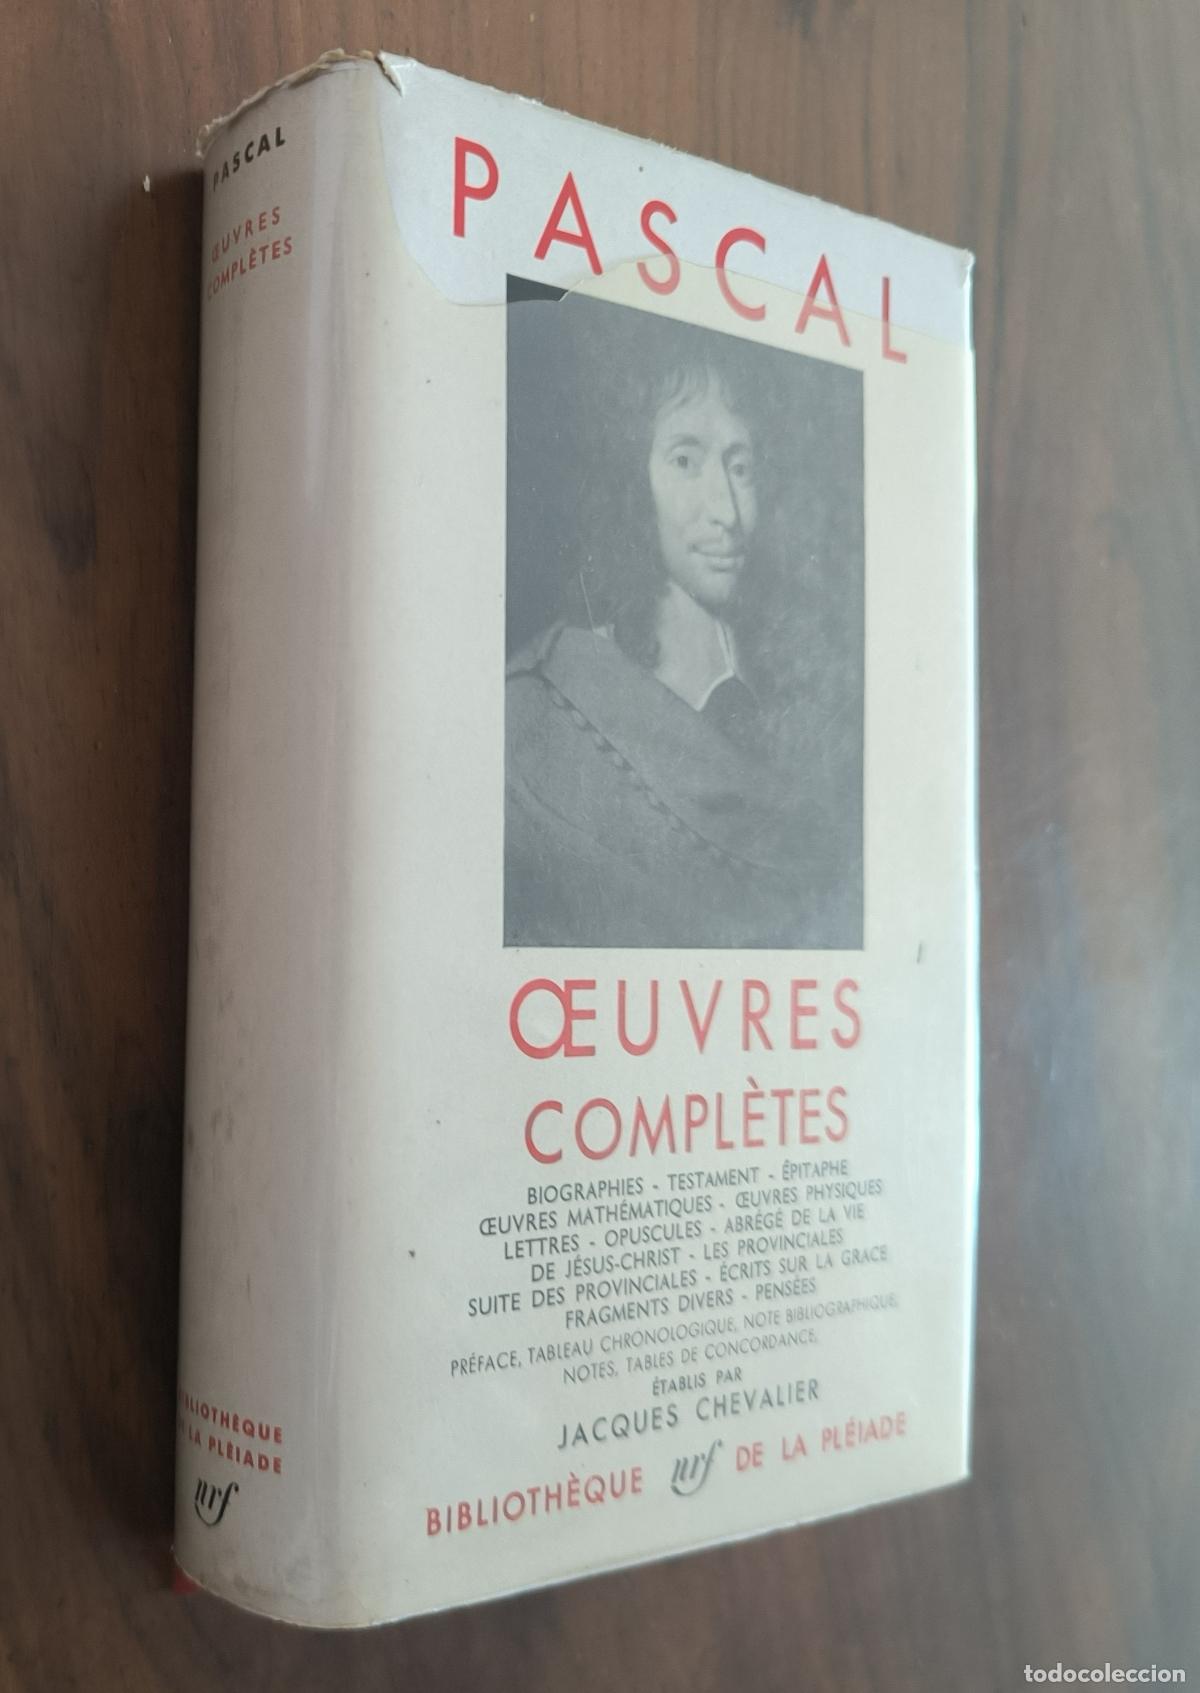 PASCAL
ŒUVRES
COMPLÈTES
BIBLIOTHÈQUE
DE LA PLÉIADE
nrf
PASCAL
ŒUVRES
COMPLÈTES
BIOGRAPHIES - TESTAMENT - ÉPITAPHE
ŒUVRES MATHÉMATIQUES - ŒUVRES PHYSIQUES
LETTRES - OPUSCULES - ABRÉGÉ DE LA VIE
DE JÉSUS-CHRIST - LES PROVINCIALES
SUITE DES PROVINCIALES - ÉCRITS SUR LA GRACE
FRAGMENTS DIVERS - PENSÉES
PRÉFACE, TABLEAU CHRONOLOGIQUE, NOTE BIBLIOGRAPHIQUE,
NOTES, TABLES DE CONCORDANCE,
ÉTABLIS PAR
JACQUES CHEVALIER
BIBLIOTHÈQUE nrf DE LA PLÉIADE
todocoleccion